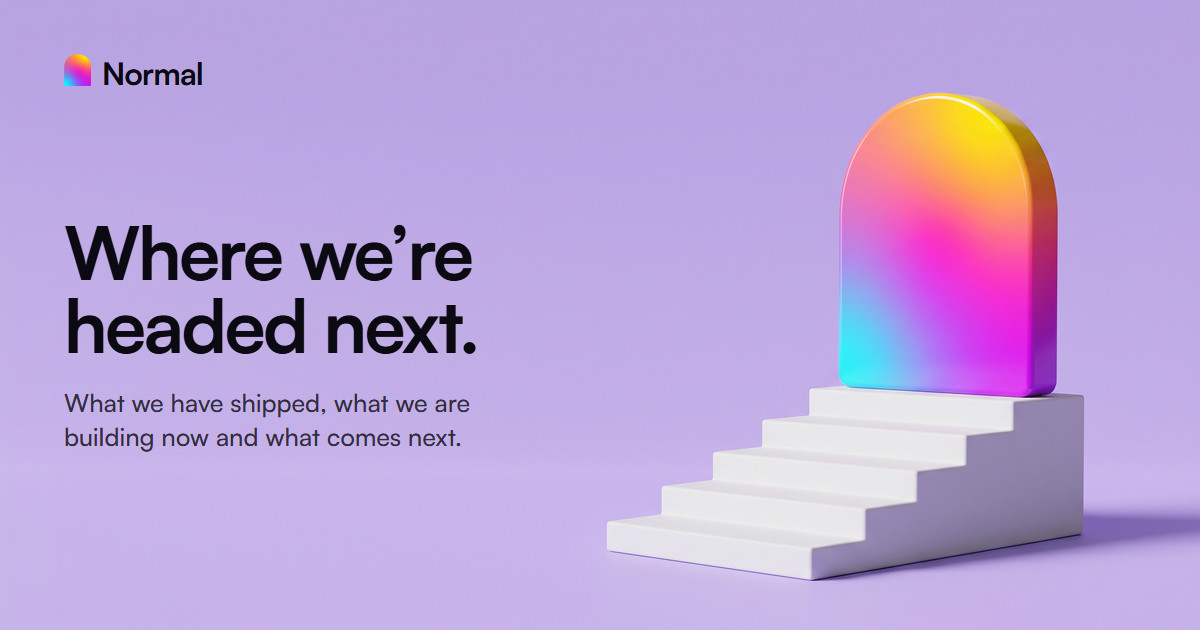 Normal
Where we’re
headed next.
What we have shipped, what we are
building now and what comes next.